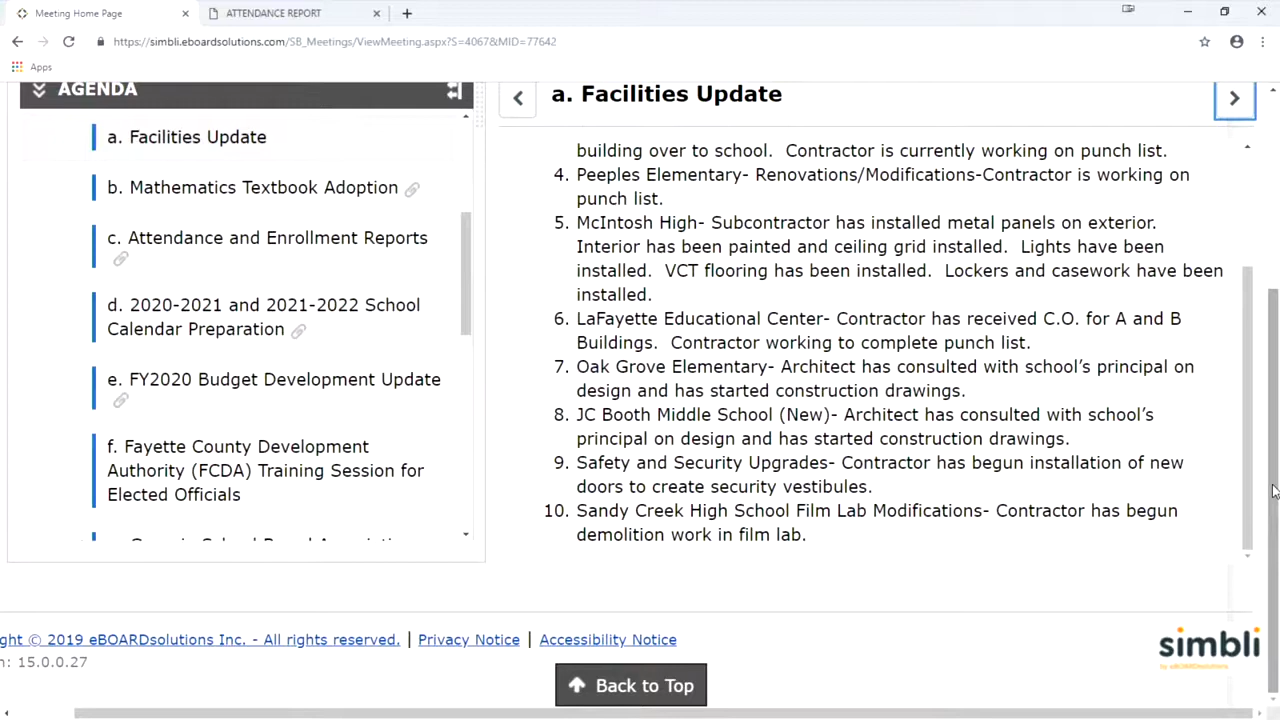 Meeting Home Page
ATTENDANCE REPORT
https://simbli.eboardsolutions.com/SB_Meetings/ViewMeeting.aspx?S=4067&MID=77642
Apps
AGENDA
a. Facilities Update
b. Mathematics Textbook Adoption
c. Attendance and Enrollment Reports
d. 2020-2021 and 2021-2022 School
Calendar Preparation
e. FY2020 Budget Development Update
f. Fayette County Development
Authority (FCDA) Training Session for
Elected Officials
a. Facilities Update
building over to school. Contractor is currently working on punch list.
4. Peeples Elementary- Renovations/Modifications-Contractor is working on
punch list.
5. McIntosh High- Subcontractor has installed metal panels on exterior.
Interior has been painted and ceiling grid installed. Lights have been
installed. VCT flooring has been installed. Lockers and casework have been
installed.
6. LaFayette Educational Center- Contractor has received C.O. for A and B
Buildings. Contractor working to complete punch list.
7. Oak Grove Elementary- Architect has consulted with school's principal on
design and has started construction drawings.
8. JC Booth Middle School (New)- Architect has consulted with school's
principal on design and has started construction drawings.
9. Safety and Security Upgrades- Contractor has begun installation of new
doors to create security vestibules.
10. Sandy Creek High School Film Lab Modifications- Contractor has begun
demolition work in film lab.
ght © 2019 eBOARDsolutions Inc. - All rights reserved. | Privacy Notice | Accessibility Notice
n: 15.0.0.27
simbli
by eBOARDsolutions
Back to Top